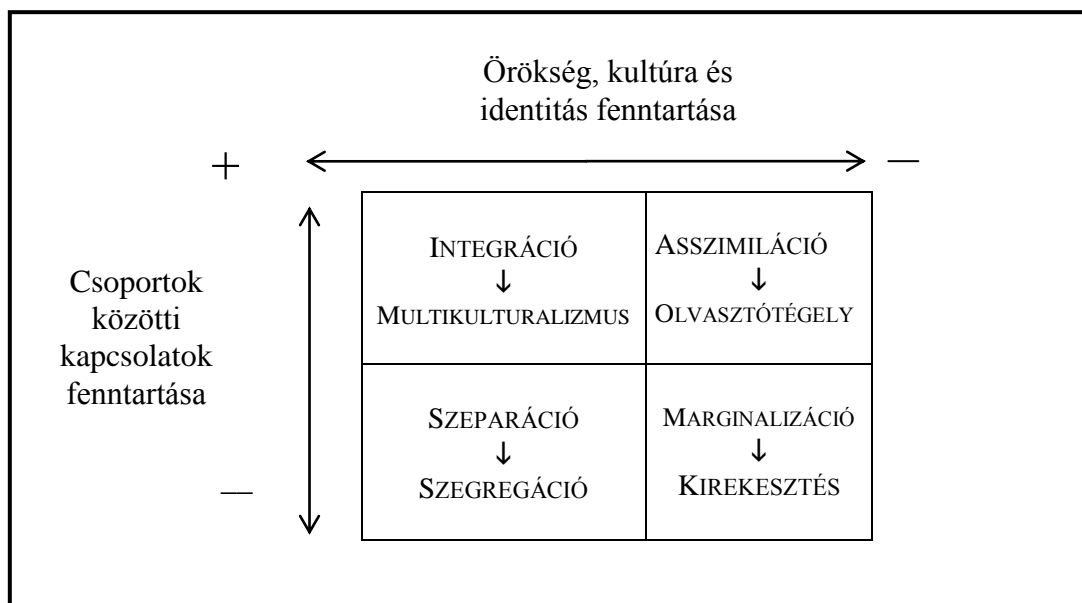 Örökség, kultúra és
identitás fenntartása
+
—
Csoportok
közötti
kapcsolatok
fenntartása
—
INTEGRÁCIÓ
↓
MULTIKULTURALIZMUS
ASSZIMILÁCIÓ
↓
OLVASZTÓTÉGELY
SZEPARÁCIÓ
↓
SZEGREGÁCIÓ
MARGINALIZÁCIÓ
↓
KIREKESZTÉS